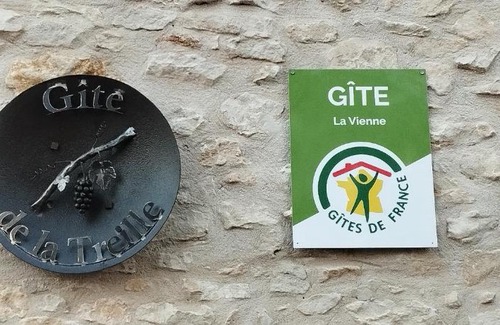 Gîte
de la Treille
GÎTE
La Vienne
GÎTES DE FRANCE